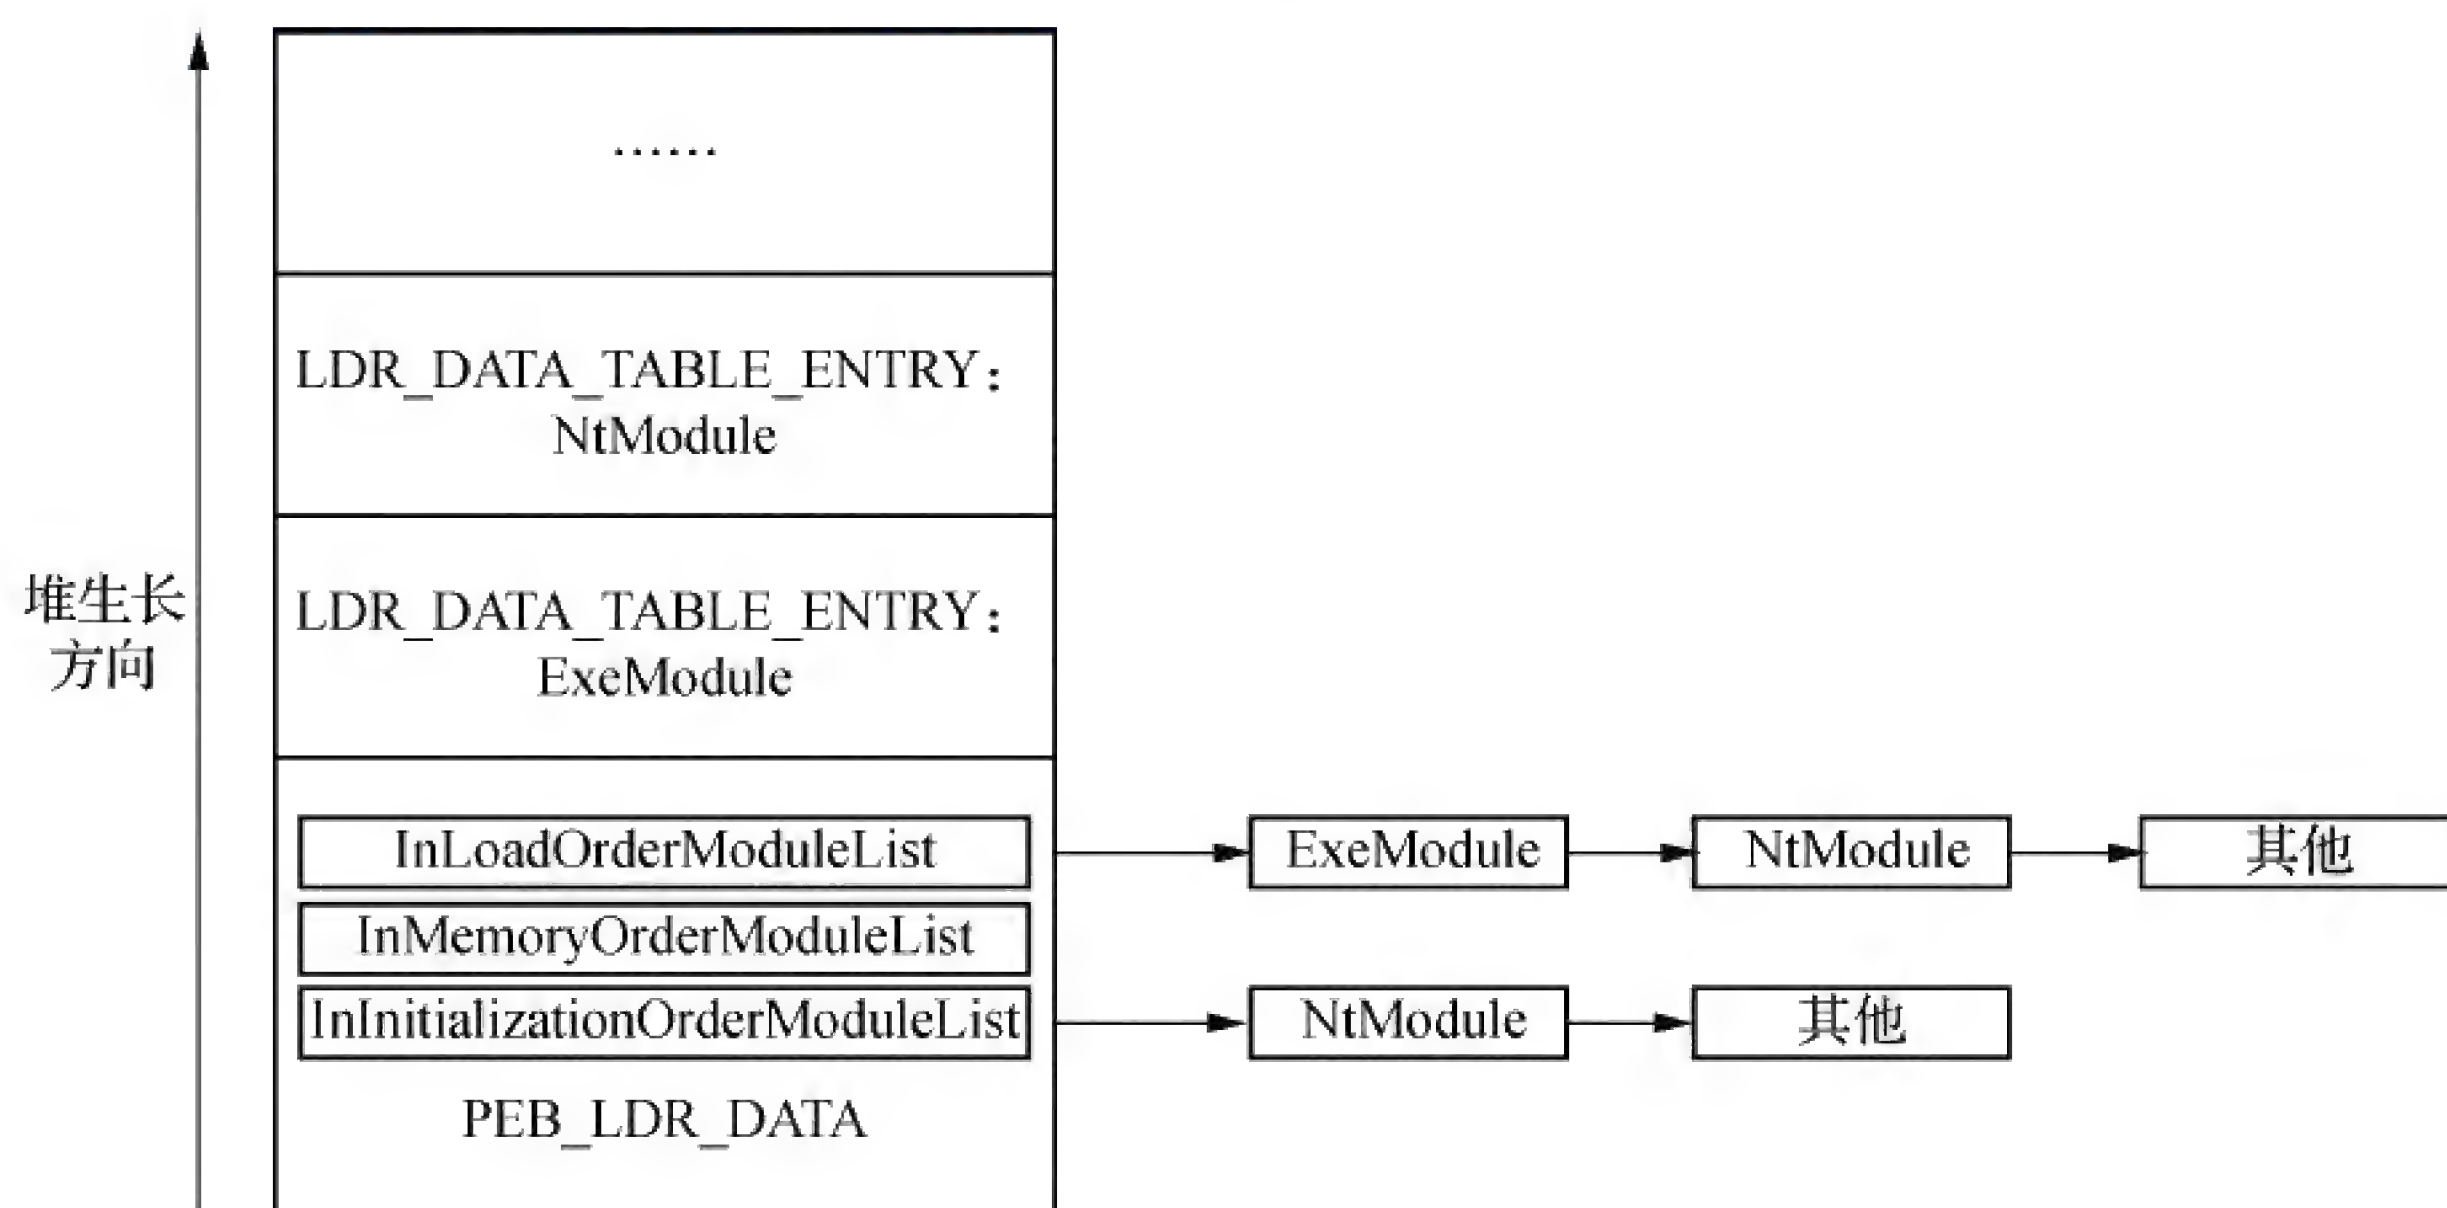 ……
LDR_DATA_TABLE_ENTRY：
NtModule
堆生长
方向
LDR_DATA_TABLE_ENTRY：
ExeModule
InLoadOrderModuleList
ExeModule
NtModule
其他
InMemoryOrderModuleList
InInitializationOrderModuleList
NtModule
其他
PEB_LDR_DATA